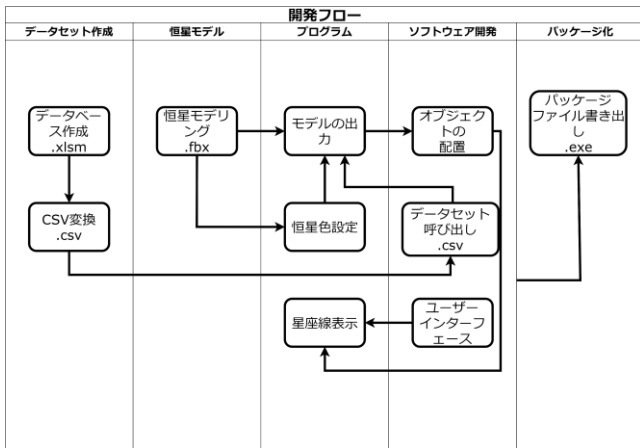 開発フロー
データセット作成
恒星モデル
プログラム
ソフトウェア開発
パッケージ化
データベー
ス作成
.xlsm
恒星モデリ
ング
.fbx
モデルの出
力
オブジェク
トの
配置
パッケージ
ファイル書き出
し
.exe
CSV変換
.csv
恒星色設定
データセット
呼び出し
.csv
星座線表示
ユーザー
インターフ
ェース